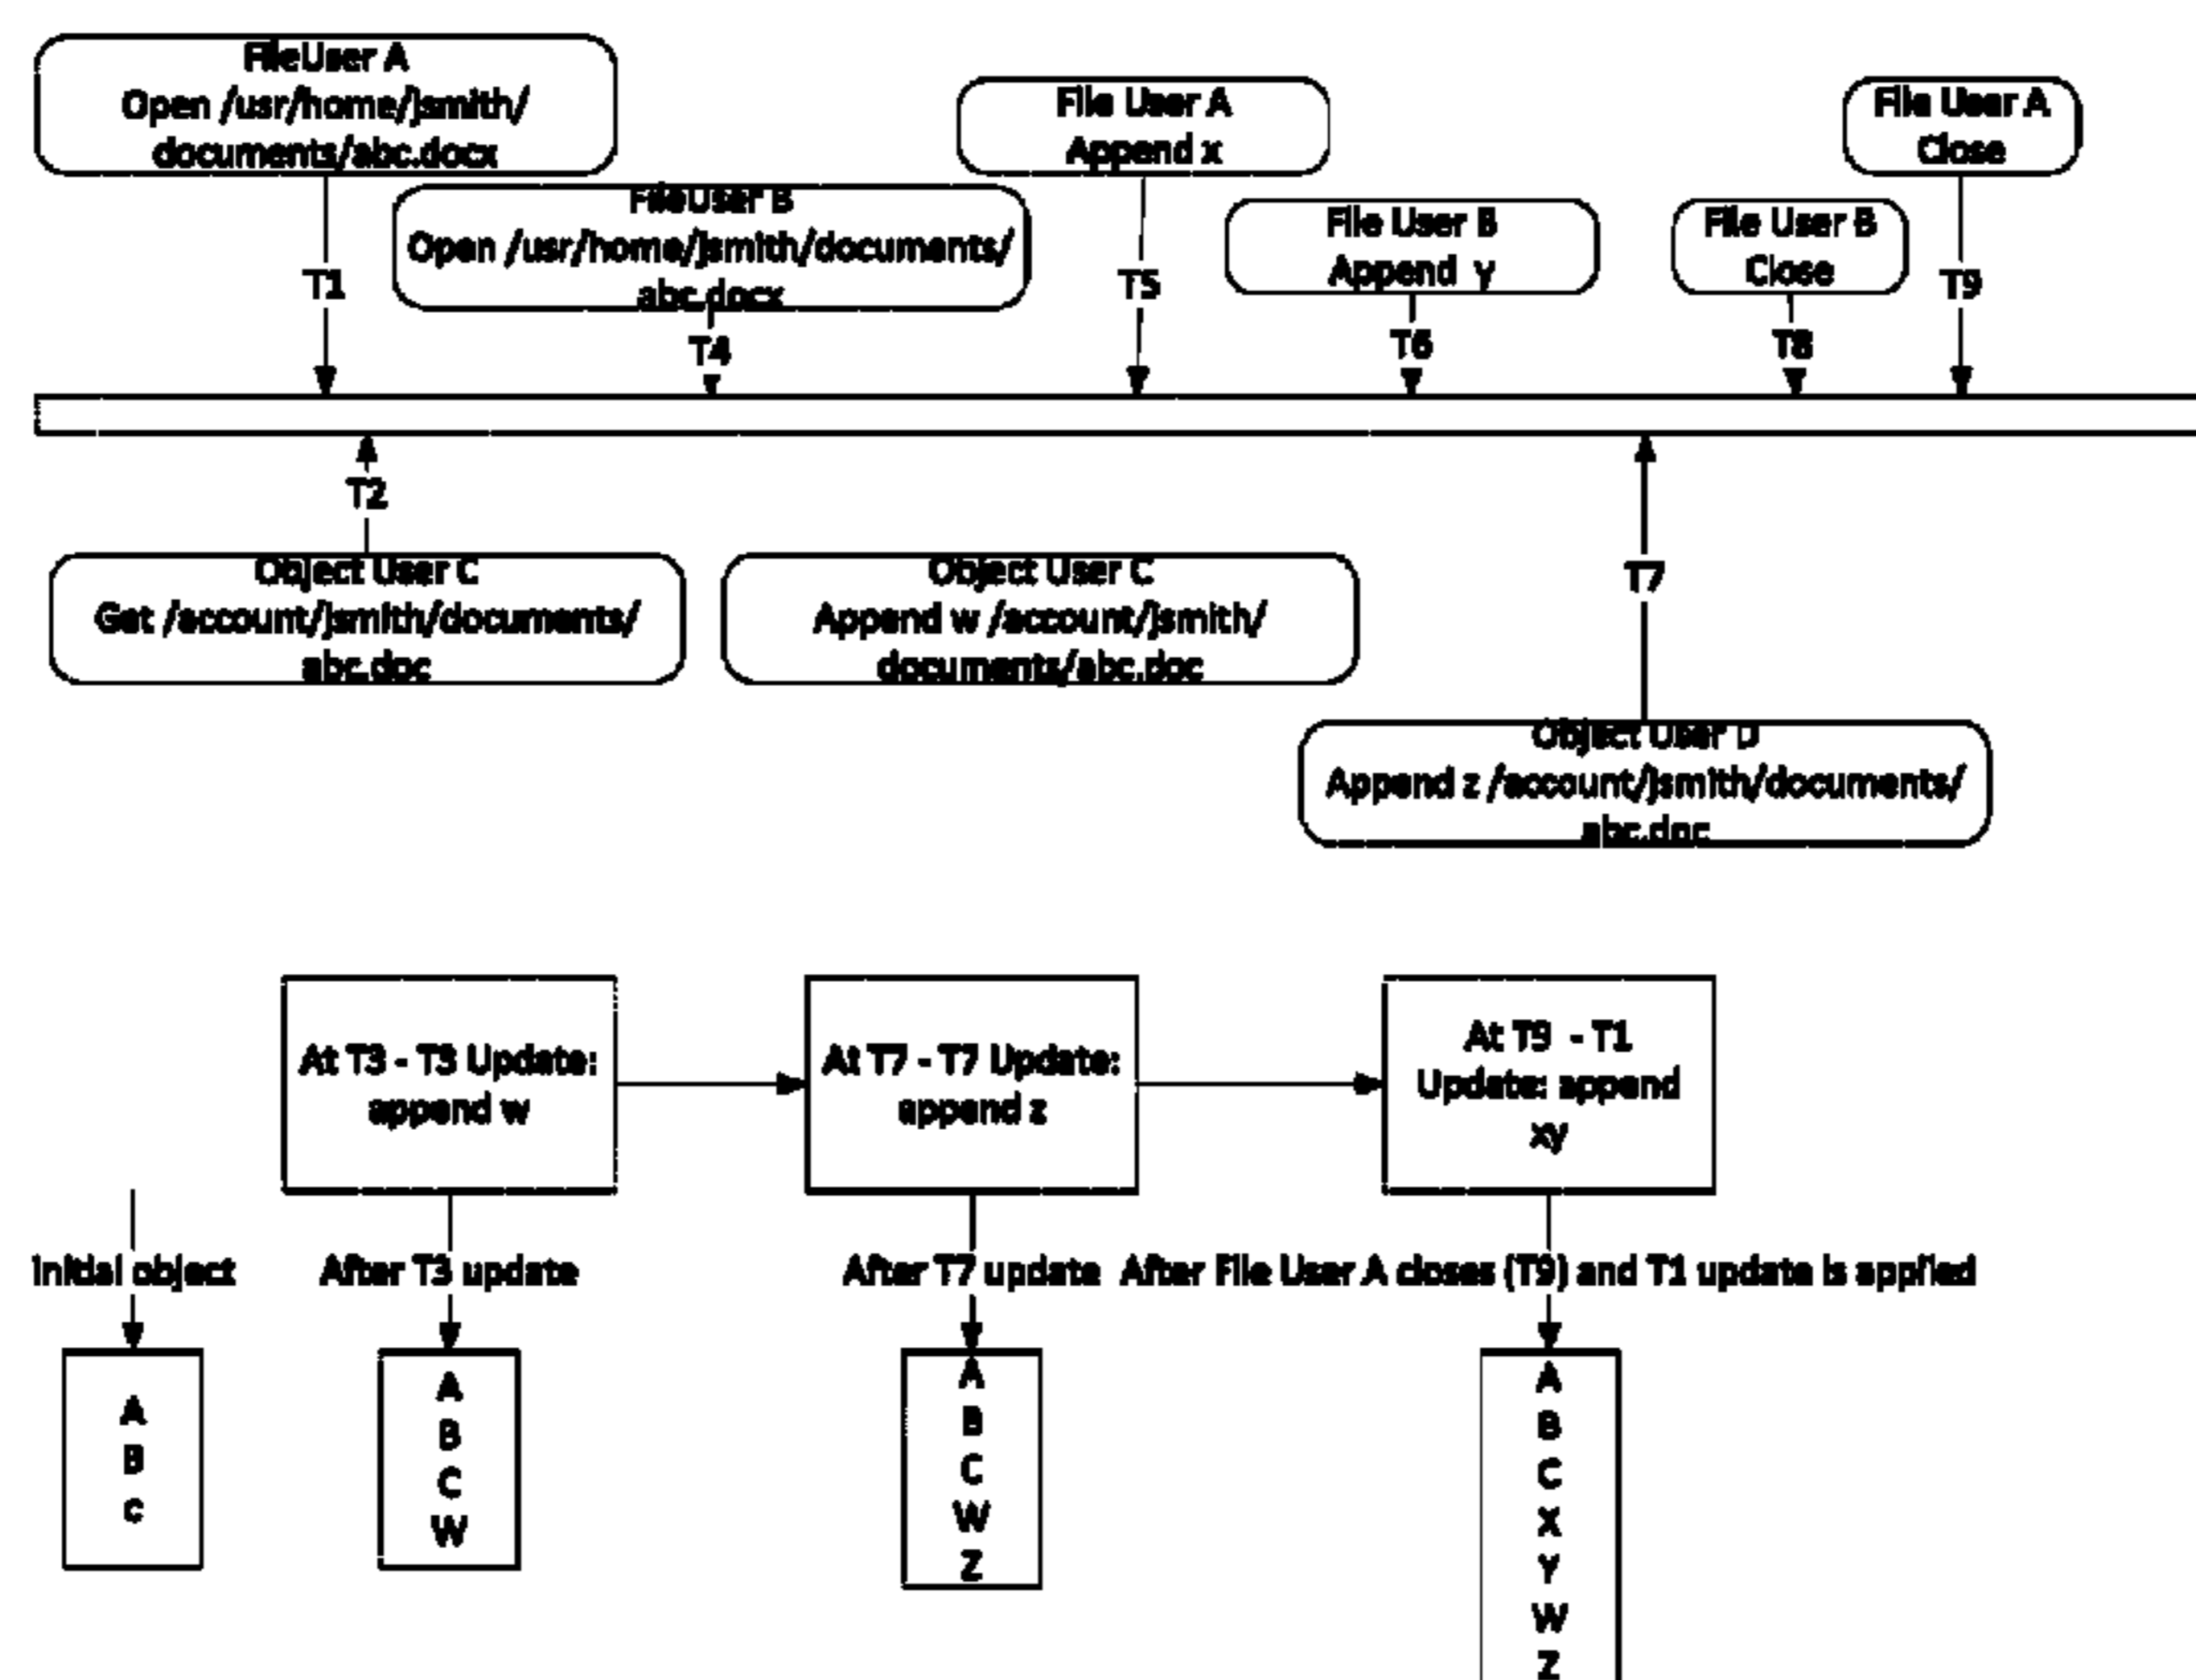 FileUser A
Open /usr/home/jsmith/
documents/abc.docx
FileUser B
Open /usr/home/jsmith/documents/
abc.docx
File User A
Append x
File User B
Append y
File User B
Close
File User A
Close
T1
T4
T5
T6
T8
T9
T2
T7
Object User C
Get /account/jsmith/documents/
abc.doc
Object User C
Append w /account/jsmith/
documents/abc.doc
Object User D
Append z /account/jsmith/documents/
abc.doc
At T3 - T3 Update:
append w
At T7 - T7 Update:
append z
At T9 - T1
Update: append
xy
Initial object
After T3 update
After T7 update
After File User A closes (T9) and T1 update is applied
A
B
c
A
B
C
W
A
B
C
W
Z
A
B
C
X
Y
W
Z